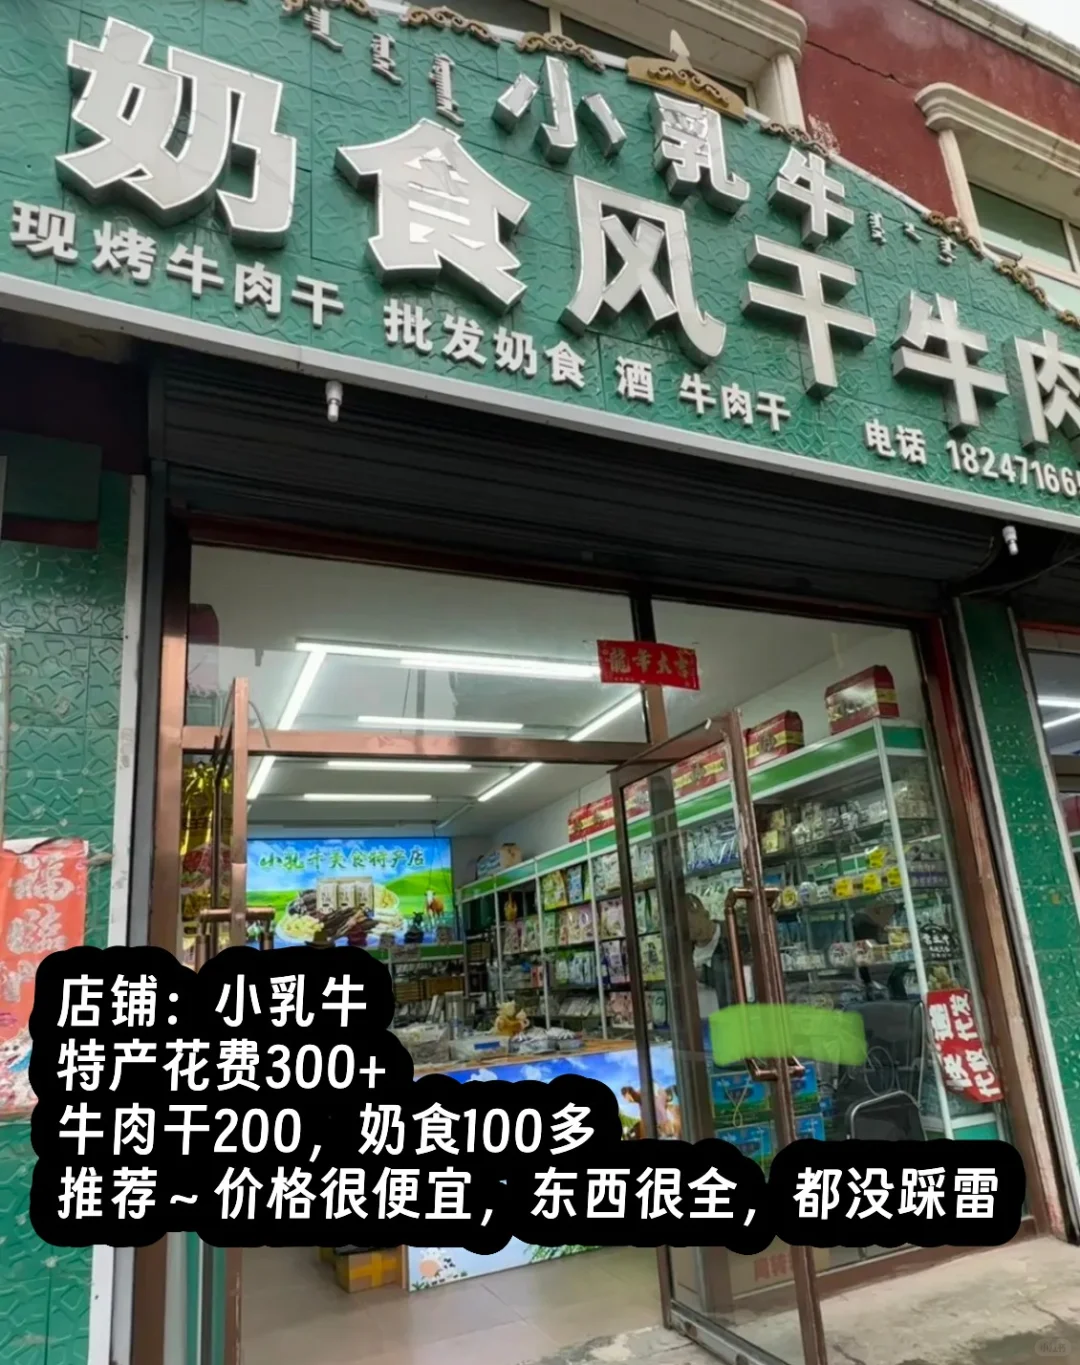 小乳牛
奶食风干牛肉
现烤牛肉干 批发奶食 酒 牛肉干
电话 182471665
龍年大吉
小乳牛美食特产店
福临
店铺：小乳牛
特产花费300+
牛肉干200，奶食100多
推荐～价格很便宜，东西很全，都没踩雷